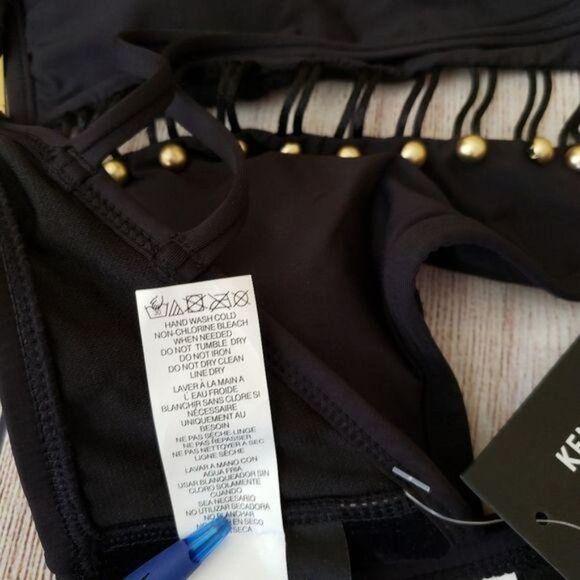 HAND WASH COLD
NON-CHLORINE BLEACH
WHEN NEEDED
DO NOT TUMBLE DRY
DO NOT IRON
DO NOT DRY CLEAN
LINE DRY
LAVER À LA MAIN A
L' EAU FROIDE
BLANCHIR SANS CLORE SI
NÉCESSAIRE
UNIQUEMENT AU
BESOIN
NE PAS SÈCHE-LINGE
NE PAS REPASSER
NE PAS NETTOYER A SEC
LIGNE SÈCHE
LAVAR A MANO CON
AGUA FRIA
USAR BLANQUEADOR SIN
CLORO SOLAMENTE
CUANDO
SEA NECESARIO
NO UTILIZAR SECADORA
NO PLANCHAR
EN SECO
SECA
KE